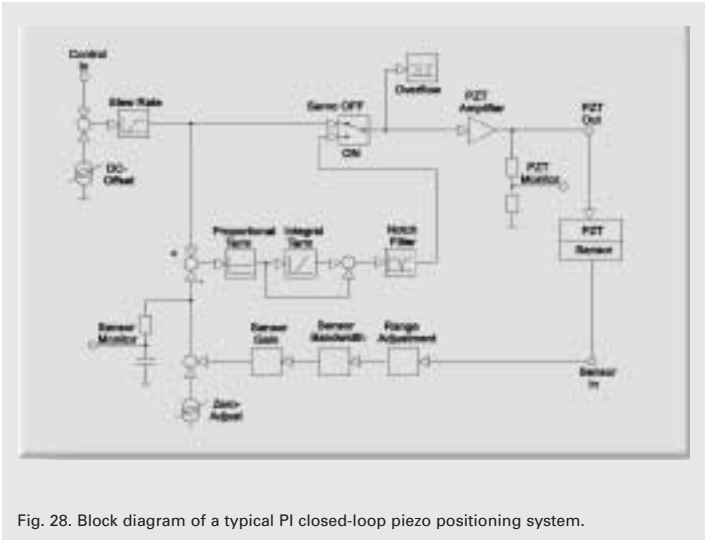 Control
In
Slew Rate
DC-
Offset
Servo OFF
ON
Overflow
PZT
Amplifier
PZT
Out
PZT
Monitor
PZT
Sensor
Proportional
Term
Integral
Term
Notch
Filter
Sensor
Monitor
Sensor
Gain
Sensor
Bandwidth
Range
Adjustment
Sensor
In
Zero-
Adjust
Fig. 28. Block diagram of a typical PI closed-loop piezo positioning system.